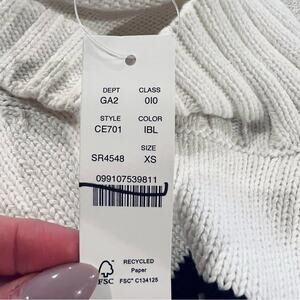 DEPT CLASS
GA2 0I0
STYLE COLOR
CE701 IBL
SIZE
SR4548 XS
099107539811
RECYCLED
Paper
FSC FSC® C134125